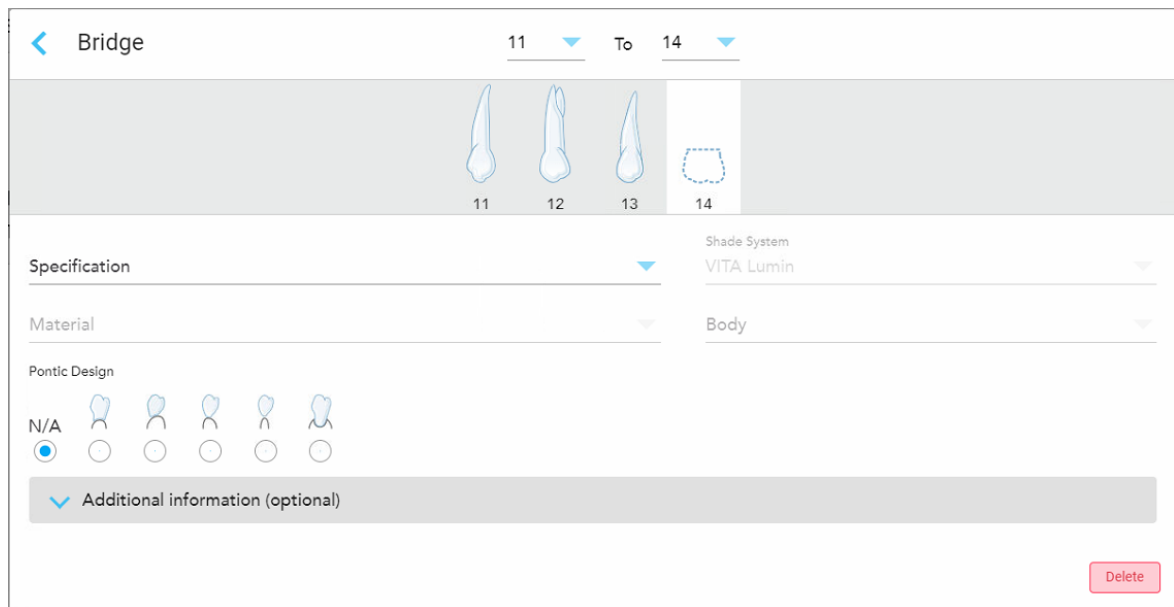 Bridge
11 To 14
11 12 13 14
Specification
Shade System
VITA Lumin
Material
Body
Pontic Design
N/A
Additional information (optional)
Delete